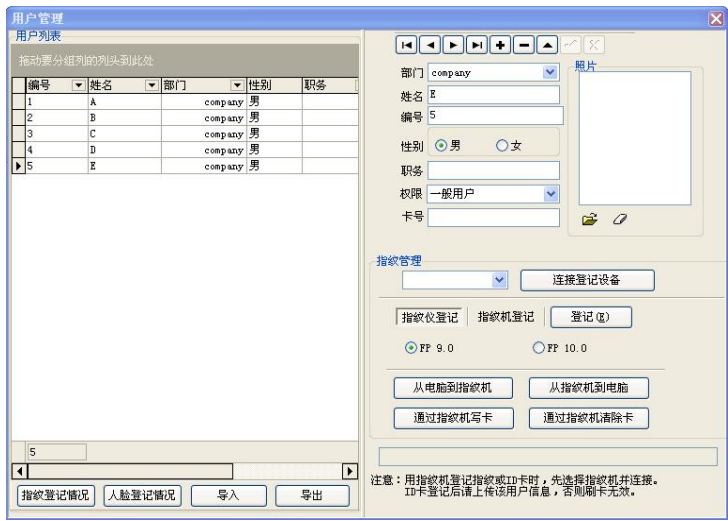 用户管理
用户列表
拖动要分组列的列头到此处
编号 姓名 部门 性别 职务
1 A company 男
2 B company 男
3 C company 男
4 D company 男
5 E company 男
5
指纹登记情况 人脸登记情况 导入 导出
部门 company
姓名 E
编号 5
性别 男 女
职务
权限 一般用户
卡号
照片
指纹管理
连接登记设备
指纹仪登记 指纹机登记 登记(E)
FP 9.0 FP 10.0
从电脑到指纹机 从指纹机到电脑
通过指纹机写卡 通过指纹机清除卡
注意：用指纹机登记指纹或ID卡时，先选择指纹机并连接。
ID卡登记后请上传该用户信息，否则刷卡无效。